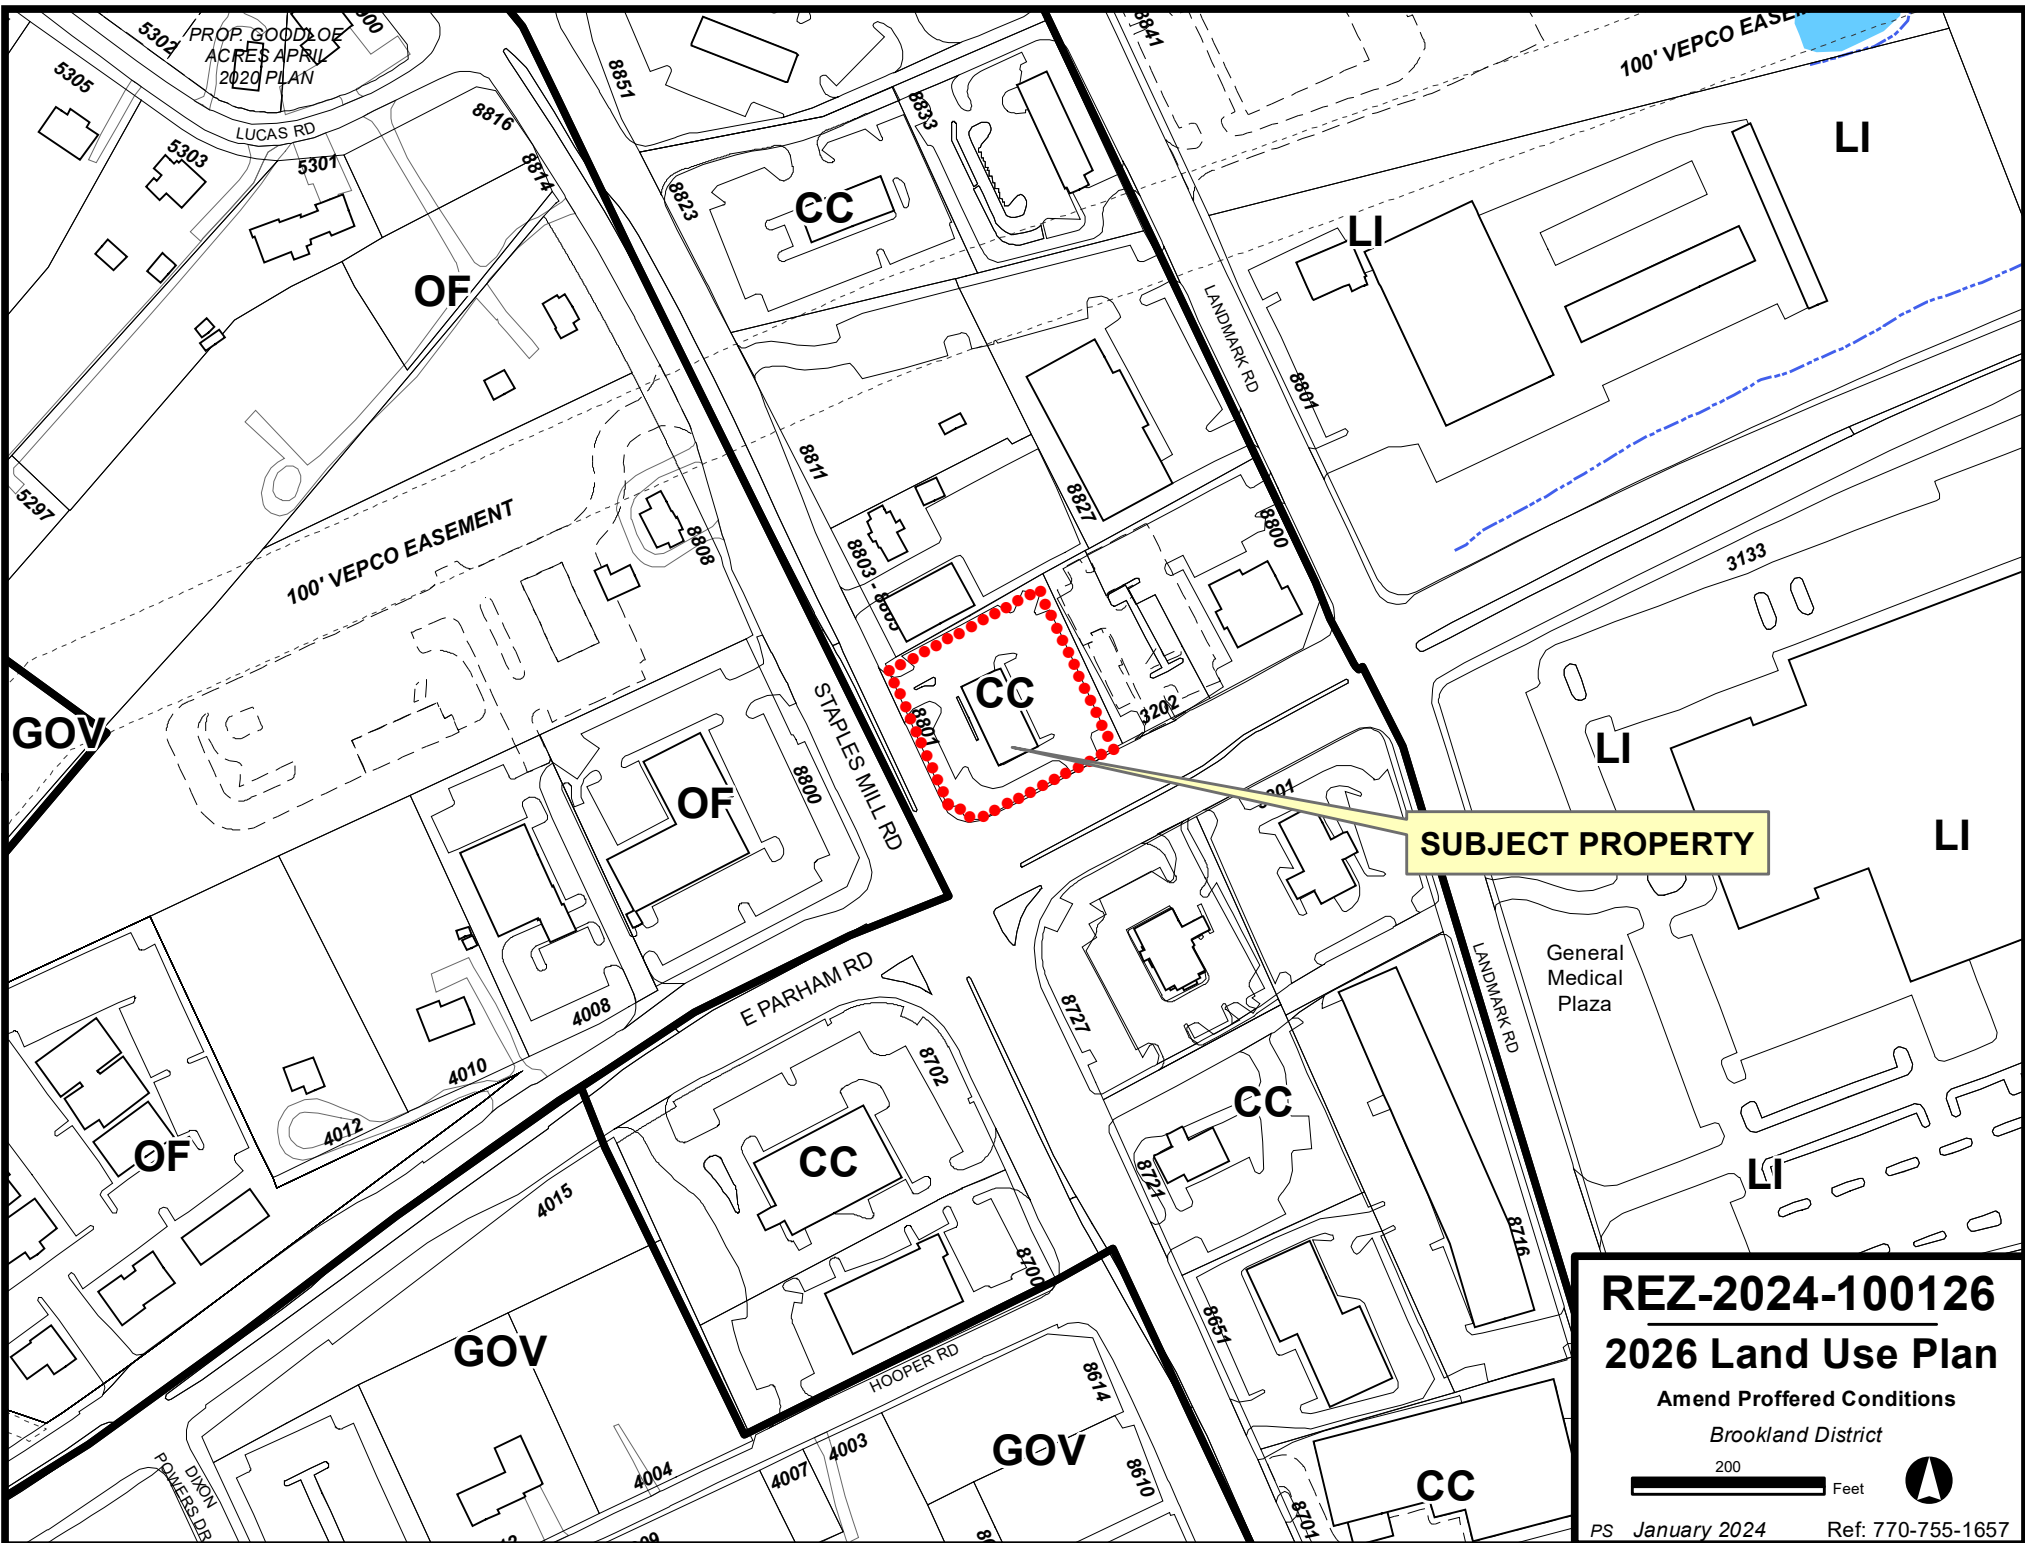 PROP. GOODLOE
ACRES APRIL
2020 PLAN
5302
5305
LUCAS RD
5303
5301
8816
8814
8851
8841
8833
8823
100' VEPCO EASEMENT
LI
CC
LI
OF
LANDMARK RD
8801
5297
100' VEPCO EASEMENT
8811
8827
8800
8808
8803 - 8805
3133
GOV
STAPLES MILL RD
CC
8801
3202
LI
OF
8800
SUBJECT PROPERTY
LI
E PARHAM RD
General
Medical
Plaza
LANDMARK RD
4008
8727
8702
4010
4012
OF
CC
CC
LI
4015
8721
8716
8700
GOV
HOOPER RD
8651
8614
GOV
8610
DIXON
POWERS DR
4004
4007
4003
CC
8701
REZ-2024-100126
2026 Land Use Plan
Amend Proffered Conditions
Brookland District
200
Feet
PS January 2024 Ref: 770-755-1657